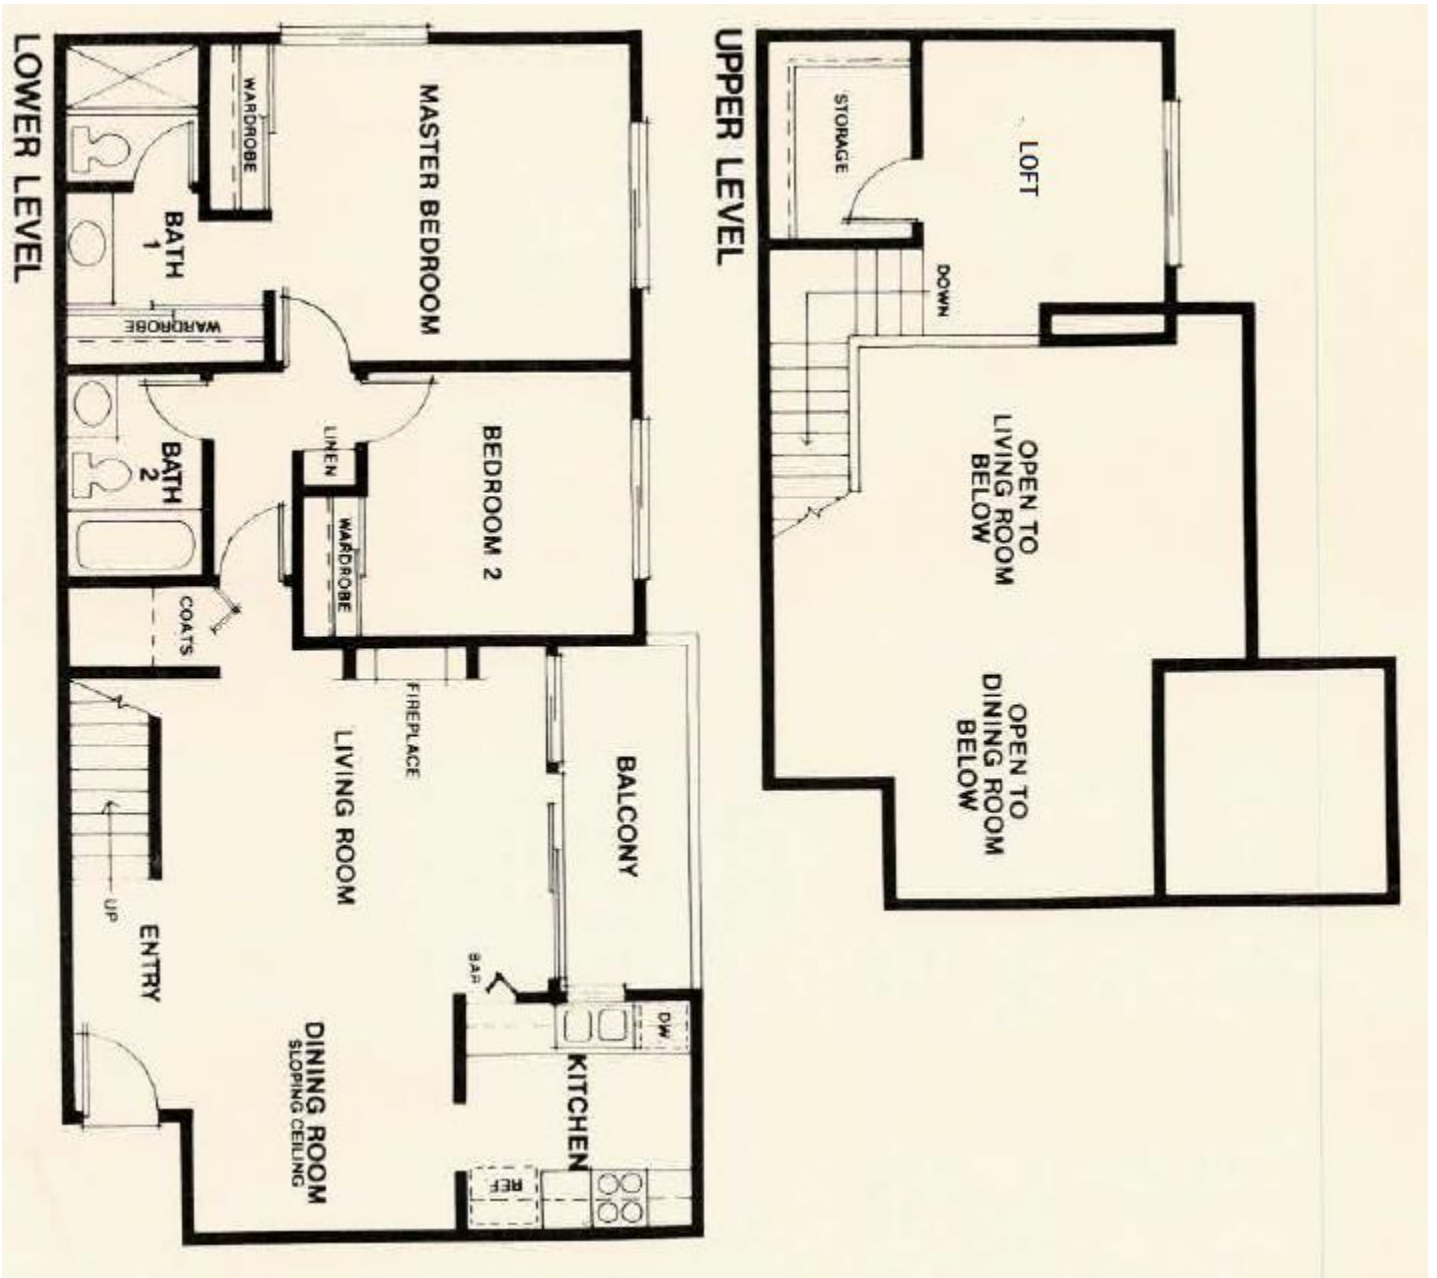 LOWER LEVEL
WARDROBE
MASTER BEDROOM
BATH
1
WARDROBE
BATH
2
LINEN
BEDROOM 2
WARDROBE
COATS
FIREPLACE
LIVING ROOM
BALCONY
UP
ENTRY
BAR
DINING ROOM
SLOPING CEILING
DW
KITCHEN
REF
UPPER LEVEL
STORAGE
LOFT
DOWN
OPEN TO
LIVING ROOM
BELOW
OPEN TO
DINING ROOM
BELOW